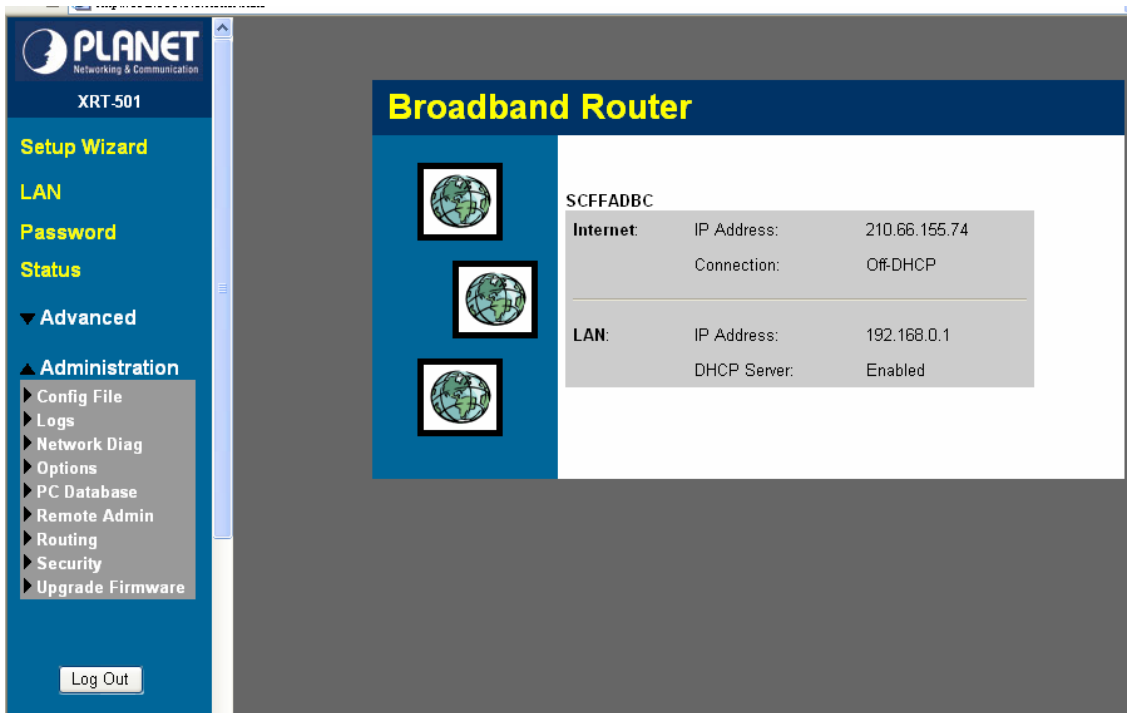 PLANET
Networking & Communication
XRT-501
Setup Wizard
LAN
Password
Status
Advanced
Administration
Config File
Logs
Network Diag
Options
PC Database
Remote Admin
Routing
Security
Upgrade Firmware
Log Out
Broadband Router
SCFFADBC
Internet: IP Address: 210.66.155.74
Connection: Off-DHCP
LAN: IP Address: 192.168.0.1
DHCP Server: Enabled